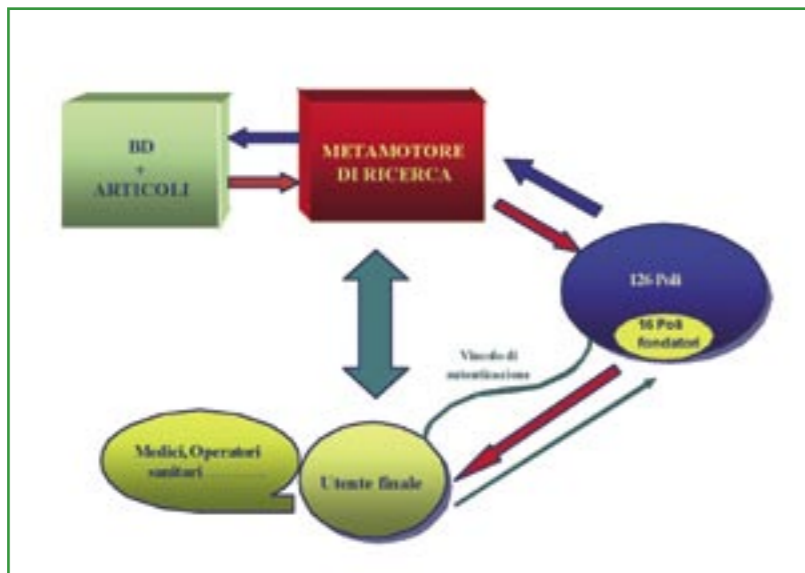 BD
+
ARTICOLI
METAMOTORE
DI RICERCA
126 Poli
16 Poli
fondatori
Vincolo di
autenticazione
Medici, Operatori
sanitari..............
Utente finale